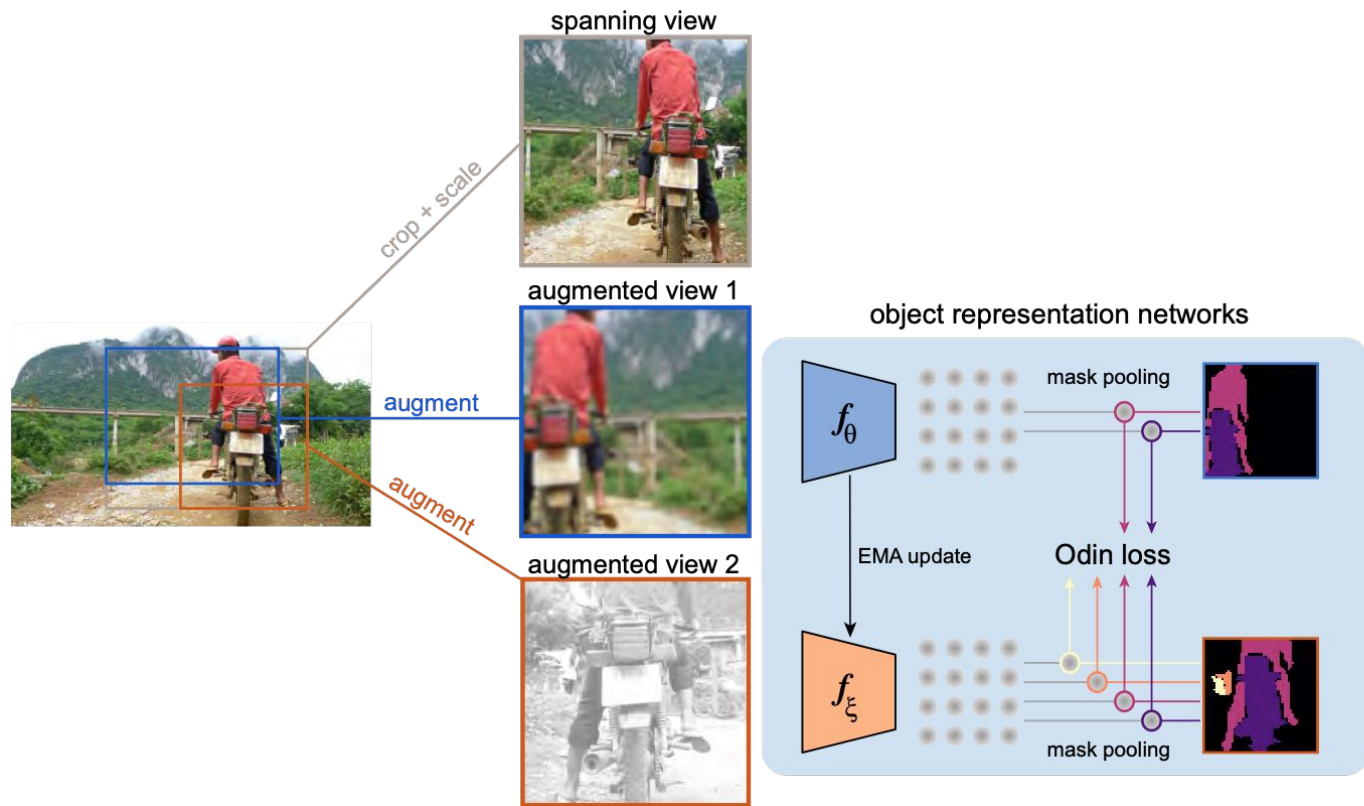 spanning view
crop + scale
augmented view 1
augment
augment
augmented view 2
object representation networks
mask pooling
fθ
EMA update
Odin loss
fξ
mask pooling